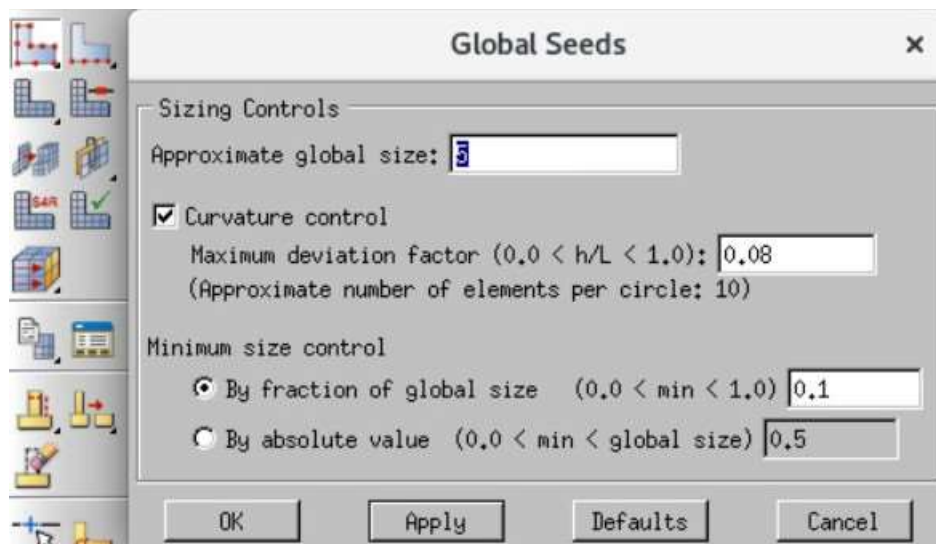 Global Seeds
Sizing Controls
Approximate global size: 5
Curvature control
Maximum deviation factor (0.0 < h/L < 1.0): 0.08
(Approximate number of elements per circle: 10)
Minimum size control
By fraction of global size (0.0 < min < 1.0) 0.1
By absolute value (0.0 < min < global size) 0.5
S4R
OK Apply Defaults Cancel